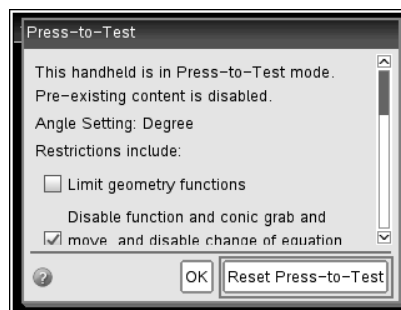 Press-to-Test
This handheld is in Press-to-Test mode.
Pre-existing content is disabled.
Angle Setting: Degree
Restrictions include:
Limit geometry functions
Disable function and conic grab and
move and disable change of equation
?
OK
Reset Press-to-Test